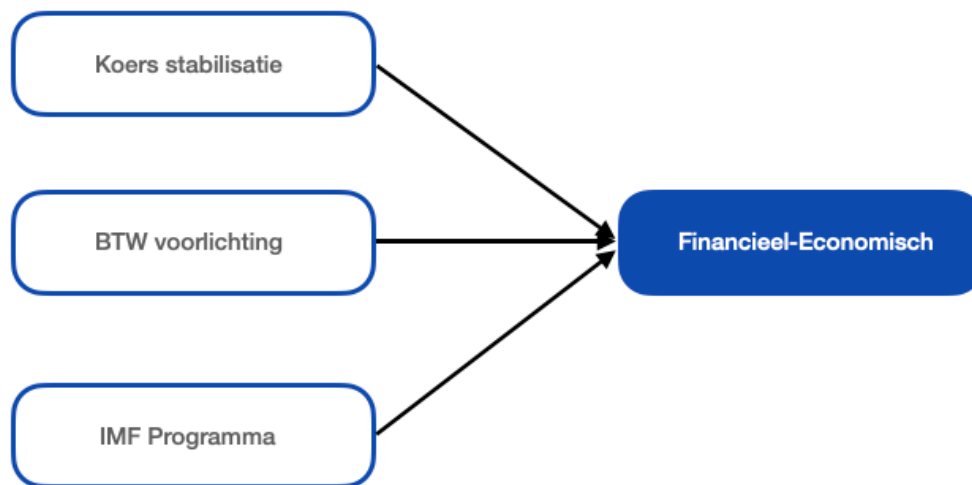 Koers stabilisatie
BTW voorlichting
Financieel-Economisch
IMF Programma